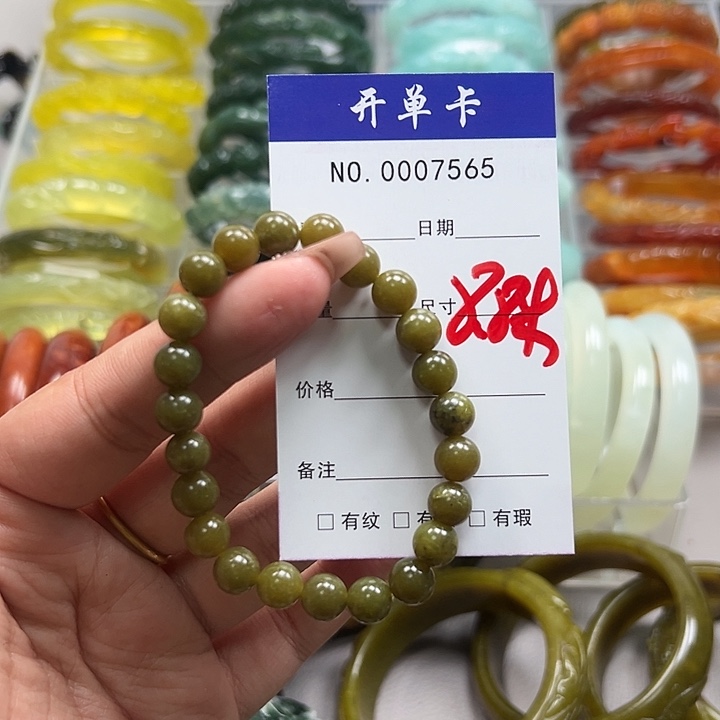 开单卡
NO. 0007565
日期
尺寸
价格
备注
□ 有纹 □ 有 □ 有瑕